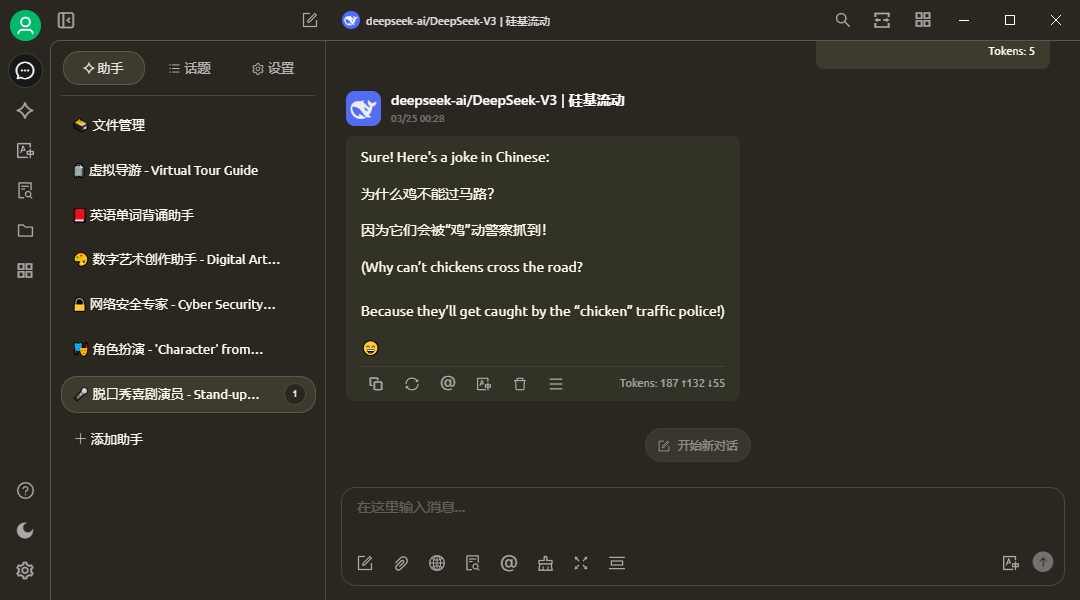 deepseek-ai/DeepSeek-V3 | 硅基流动
助手
话题
设置
文件管理
虚拟导游 - Virtual Tour Guide
英语单词背诵助手
数字艺术创作助手 - Digital Art...
网络安全专家 - Cyber Security...
角色扮演 - 'Character' from...
脱口秀喜剧演员 - Stand-up...
1
添加助手
Tokens: 5
deepseek-ai/DeepSeek-V3 | 硅基流动
03/25 00:28
Sure! Here's a joke in Chinese:
为什么鸡不能过马路？
因为它们会被“鸡”动警察抓到！
(Why can’t chickens cross the road?
Because they’ll get caught by the “chicken” traffic police!)
😄
Tokens: 187 ↑132 ↓55
开始新对话
在这里输入消息...